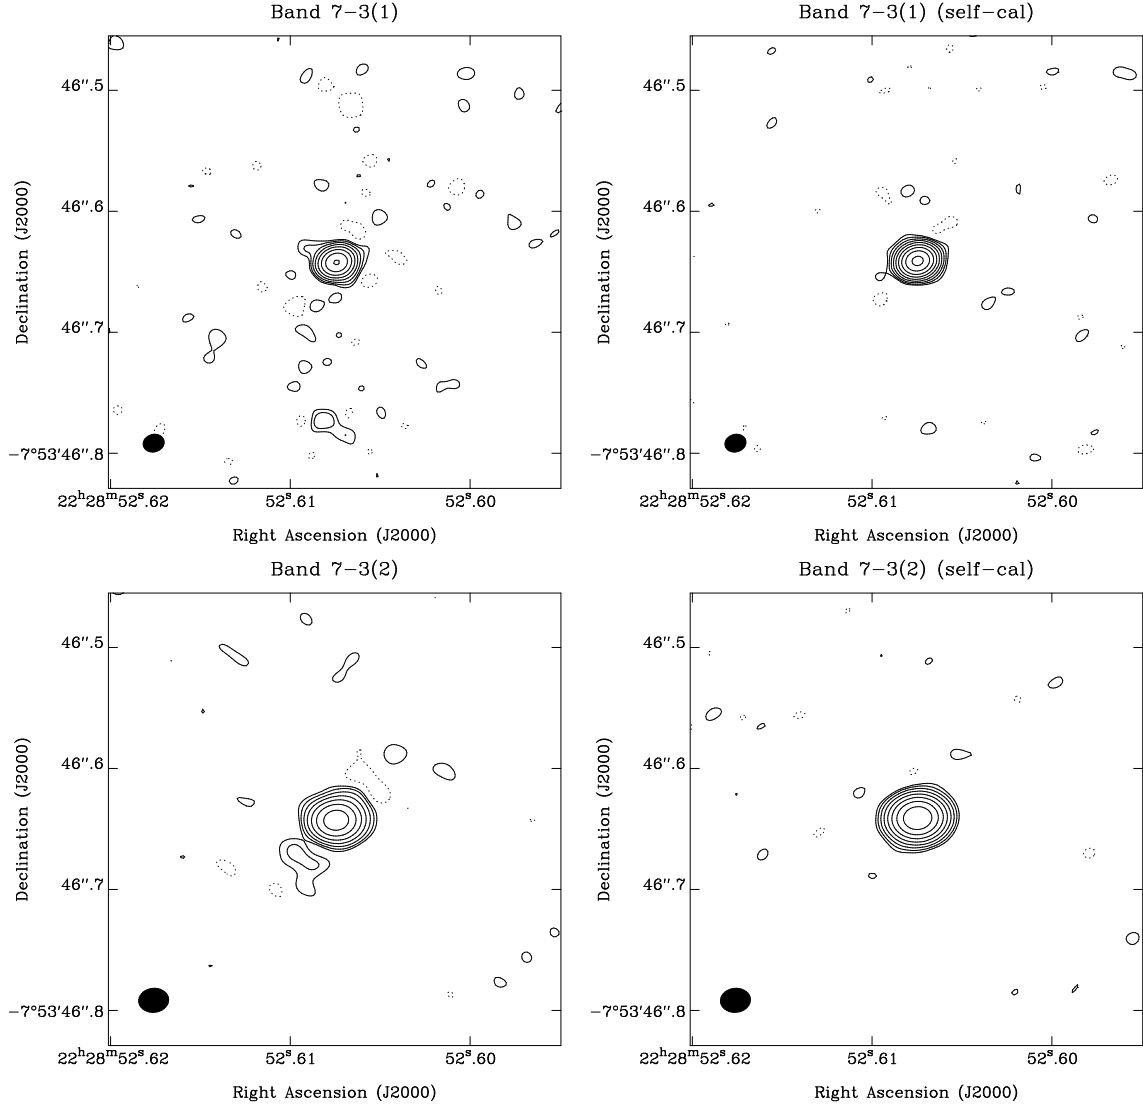 Band 7−3(1)
46″.5
46″.6
46″.7
−7°53′46″.8
Declination (J2000)
22ʰ28ᵐ52ˢ.62
52ˢ.61
52ˢ.60
Right Ascension (J2000)
Band 7−3(1) (self−cal)
46″.5
46″.6
46″.7
−7°53′46″.8
Declination (J2000)
22ʰ28ᵐ52ˢ.62
52ˢ.61
52ˢ.60
Right Ascension (J2000)
Band 7−3(2)
46″.5
46″.6
46″.7
−7°53′46″.8
Declination (J2000)
22ʰ28ᵐ52ˢ.62
52ˢ.61
52ˢ.60
Right Ascension (J2000)
Band 7−3(2) (self−cal)
46″.5
46″.6
46″.7
−7°53′46″.8
Declination (J2000)
22ʰ28ᵐ52ˢ.62
52ˢ.61
52ˢ.60
Right Ascension (J2000)